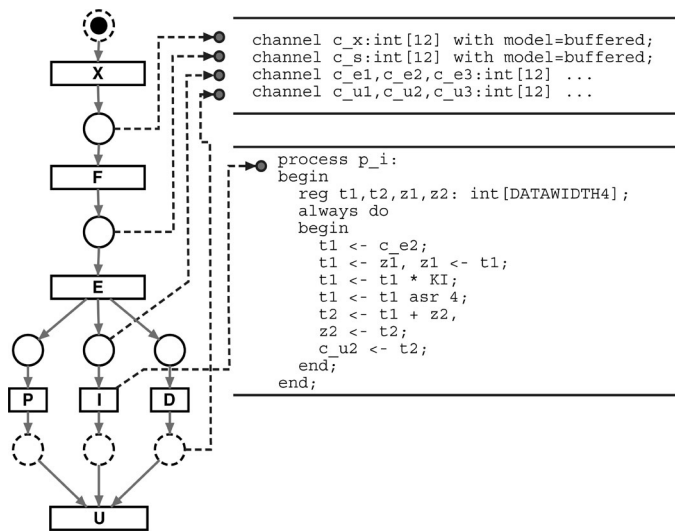 X
F
E
P
I
D
U
channel c_x:int[12] with model=buffered;
channel c_s:int[12] with model=buffered;
channel c_e1,c_e2,c_e3:int[12] ...
channel c_u1,c_u2,c_u3:int[12] ...
process p_i:
begin
reg t1,t2,z1,z2: int[DATAWIDTH4];
always do
begin
t1 <- c_e2;
t1 <- z1, z1 <- t1;
t1 <- t1 * KI;
t1 <- t1 asr 4;
t2 <- t1 + z2,
z2 <- t2;
c_u2 <- t2;
end;
end;